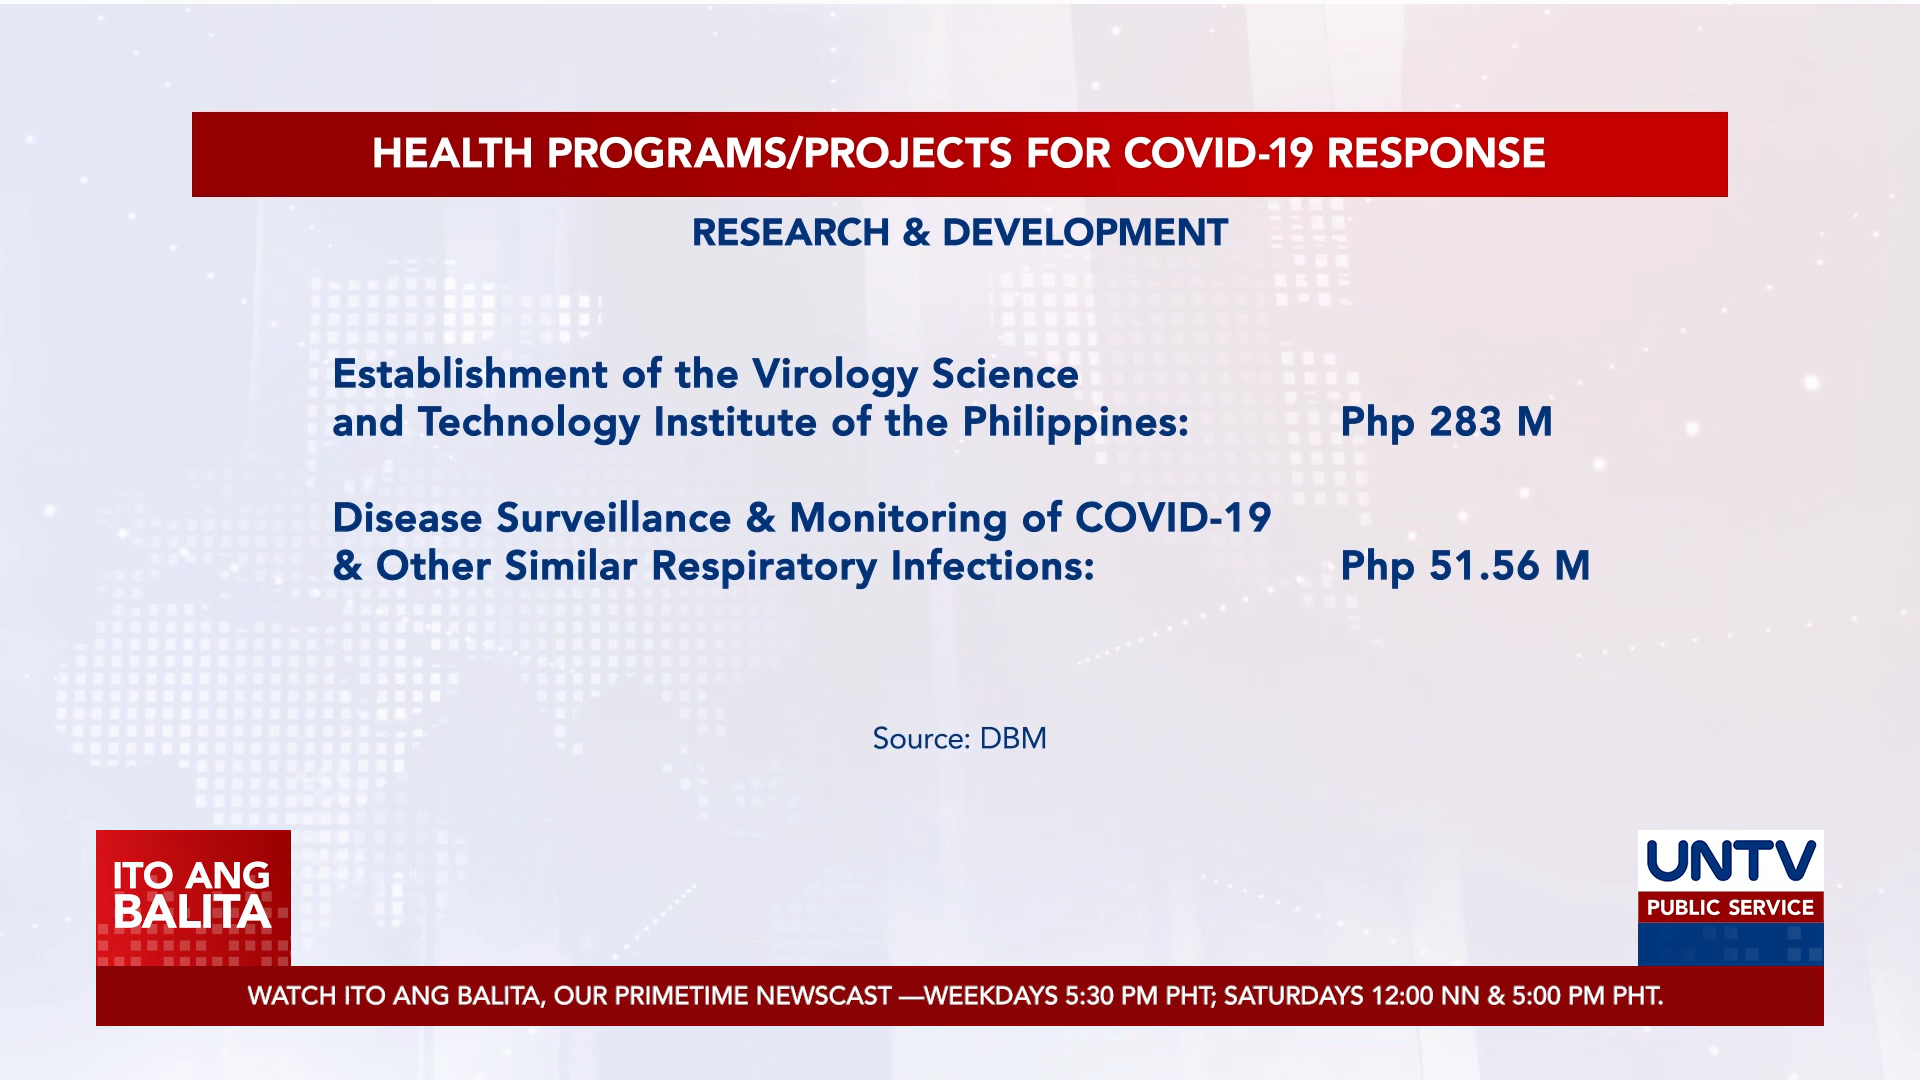 HEALTH PROGRAMS/PROJECTS FOR COVID-19 RESPONSE
RESEARCH & DEVELOPMENT
Establishment of the Virology Science
and Technology Institute of the Philippines: Php 283 M
Disease Surveillance & Monitoring of COVID-19
& Other Similar Respiratory Infections: Php 51.56 M
Source: DBM
ITO ANG
BALITA
UNTV
PUBLIC SERVICE
WATCH ITO ANG BALITA, OUR PRIMETIME NEWSCAST —WEEKDAYS 5:30 PM PHT; SATURDAYS 12:00 NN & 5:00 PM PHT.